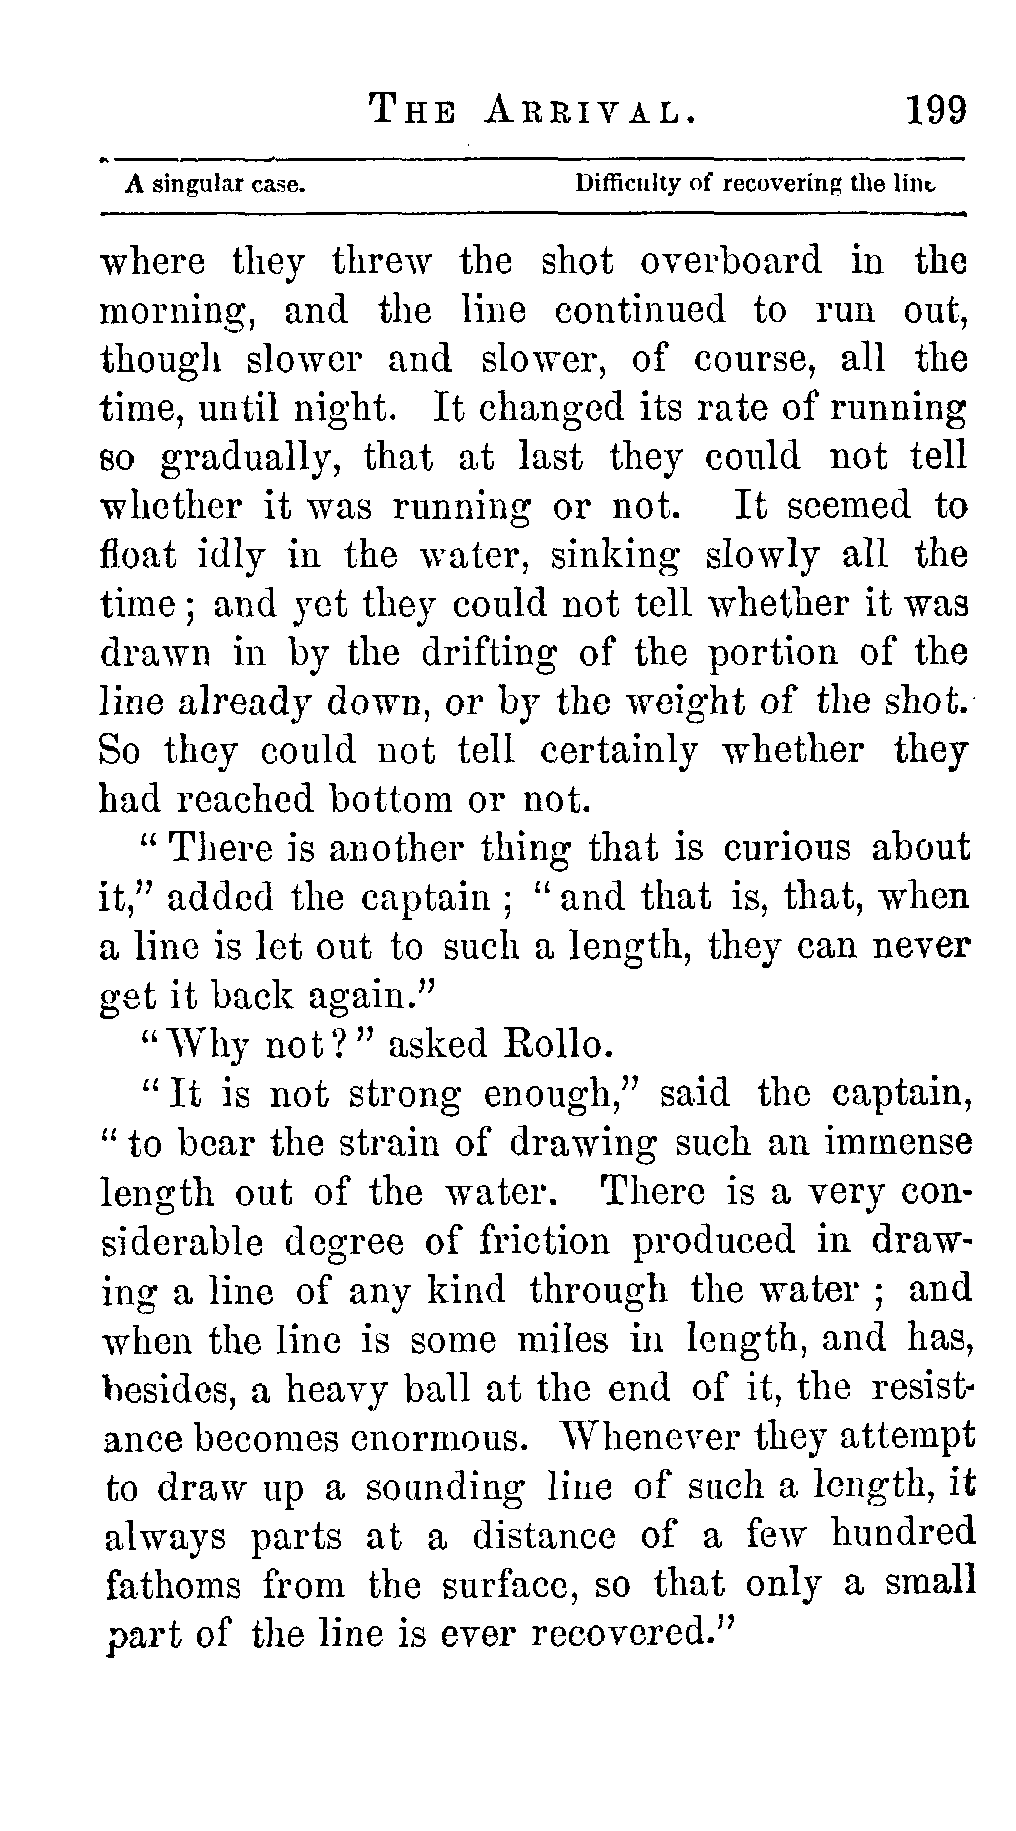 THE ARRIVAL. 199
A singular case. Difficulty of recovering the line
where they threw the shot overboard in the
morning, and the line continued to run out,
though slower and slower, of course, all the
time, until night. It changed its rate of running
so gradually, that at last they could not tell
whether it was running or not. It seemed to
float idly in the water, sinking slowly all the
time; and yet they could not tell whether it was
drawn in by the drifting of the portion of the
line already down, or by the weight of the shot.
So they could not tell certainly whether they
had reached bottom or not.
“There is another thing that is curious about
it,” added the captain; “and that is, that, when
a line is let out to such a length, they can never
get it back again.”
“Why not?” asked Rollo.
“It is not strong enough,” said the captain,
“to bear the strain of drawing such an immense
length out of the water. There is a very con-
siderable degree of friction produced in draw-
ing a line of any kind through the water; and
when the line is some miles in length, and has,
besides, a heavy ball at the end of it, the resist-
ance becomes enormous. Whenever they attempt
to draw up a sounding line of such a length, it
always parts at a distance of a few hundred
fathoms from the surface, so that only a small
part of the line is ever recovered.”